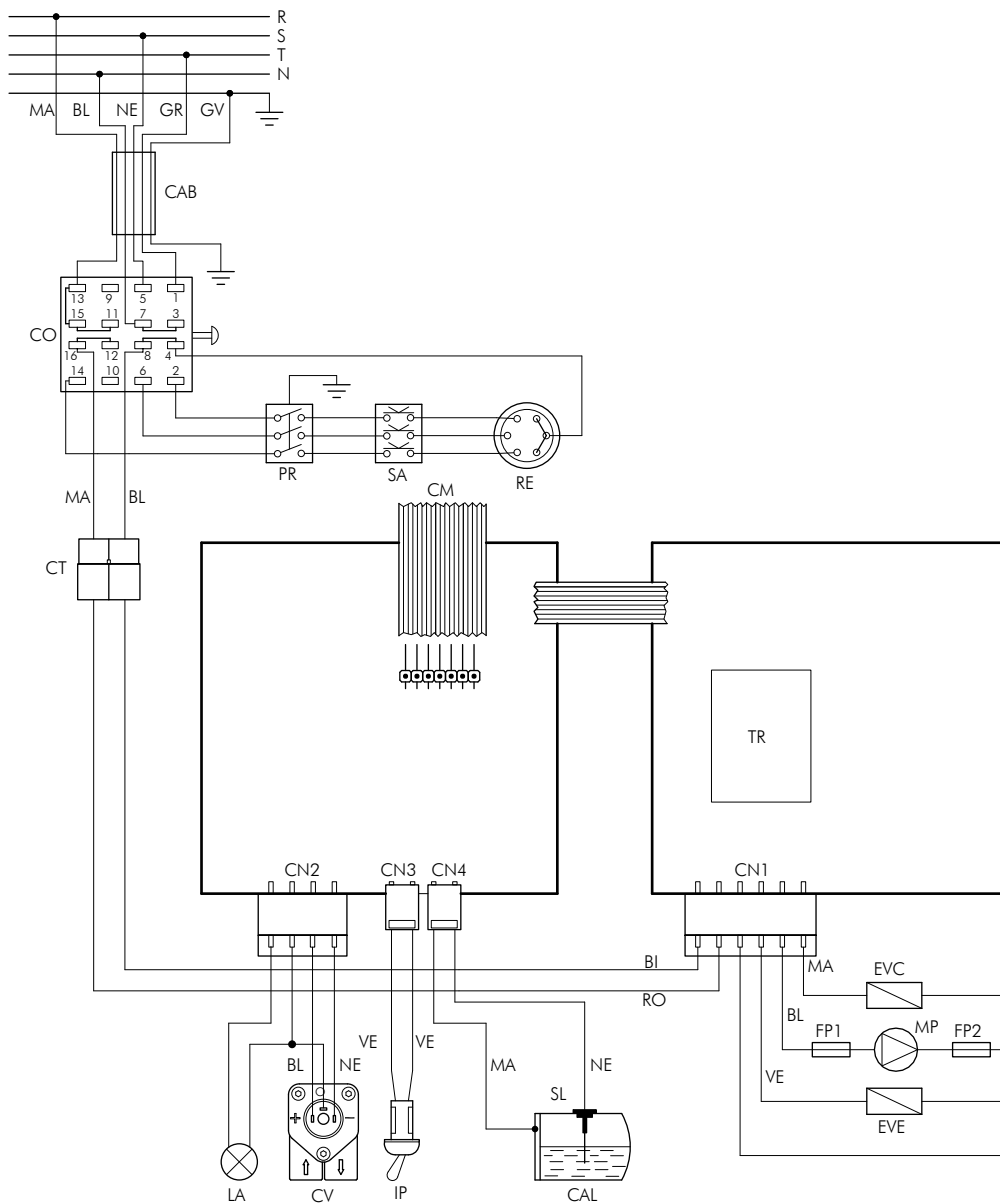 R
S
T
N
MA BL NE GR GV
CAB
13 9 5 1
15 11 7 3
CO
16 12 8 4
14 10 6 2
PR SA RE
CM
MA BL
CT
TR
CN2 CN3 CN4 CN1
BI MA EVC
RO
BL FP1 MP FP2
VE VE
BL NE MA NE VE
SL
+ −
EVE
LA CV IP CAL